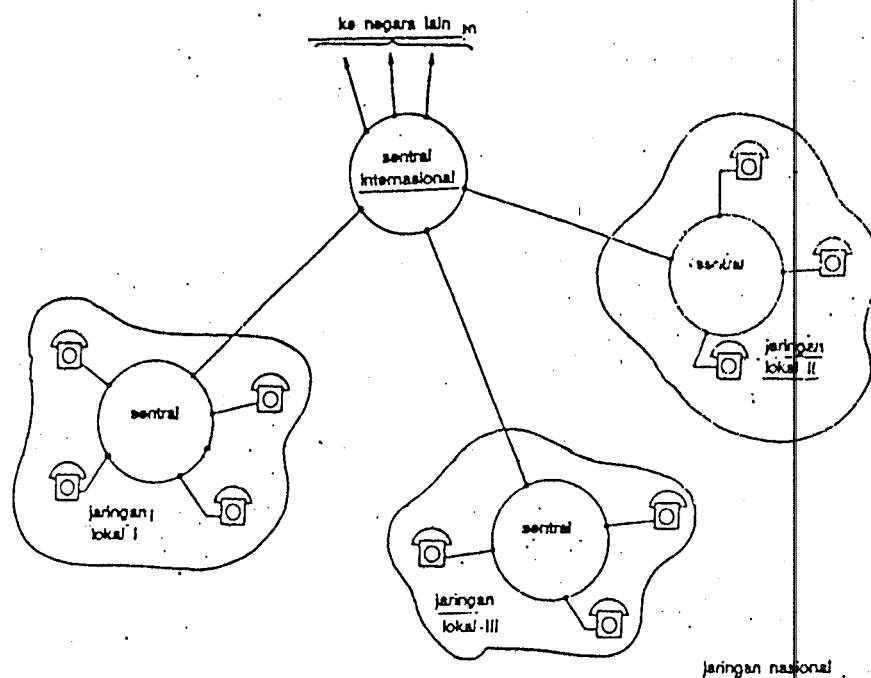 ke negara lain
sentral
internasional
sentral
jaringan
lokal II
sentral
jaringan
lokal I
sentral
jaringan
lokal III
jaringan nasional